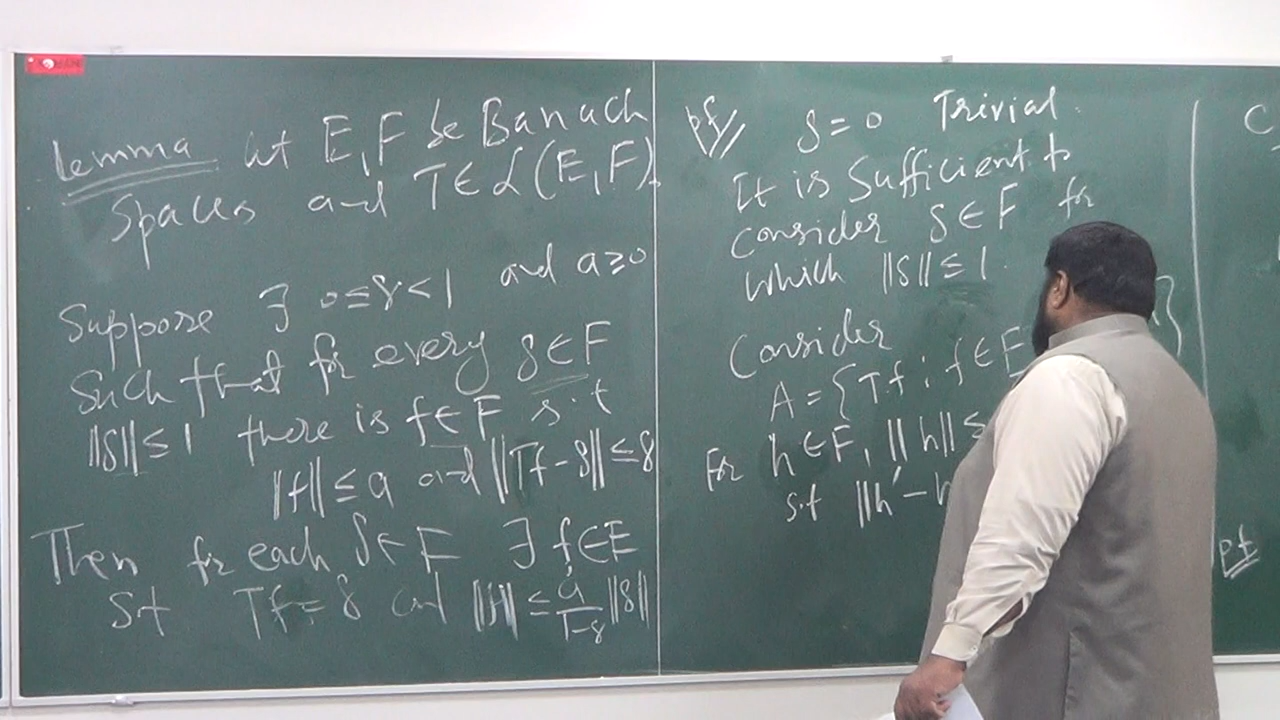 Lemma let E, F be Banach
Spaces and T ∈ L(E, F).
Suppose ∃ 0 ≤ γ < 1 and a ≥ 0
Such that for every g ∈ F
||g|| ≤ 1 there is f ∈ F s.t
||f|| ≤ a and ||Tf - g|| ≤ γ
Then for each g ∈ F ∃ f ∈ E
St Tf = g and ||f|| ≤ a/(1-γ) ||g||
pf// g = 0 Trivial.
It is Sufficient to
consider g ∈ F for
which ||g|| ≤ 1.
Consider
A = {Tf ; f ∈ E }
For h ∈ F, ||h|| ≤
s.t ||h' - h
C
pf